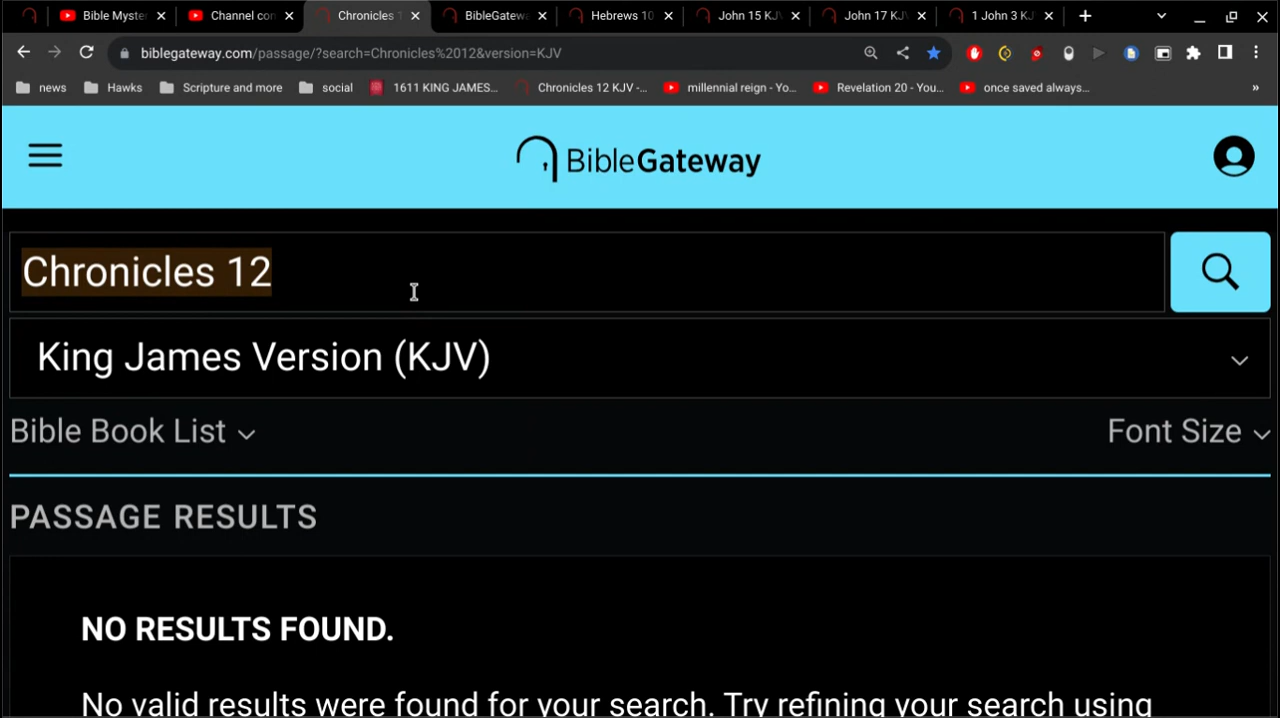 Bible Myste
Channel con
Chronicles 1
BibleGatewa
Hebrews 10
John 15 KJV
John 17 KJV
1 John 3 KJ
biblegateway.com/passage/?search=Chronicles%2012&version=KJV
news
Hawks
Scripture and more
social
1611 KING JAMES...
Chronicles 12 KJV -...
millennial reign - Yo...
Revelation 20 - You...
once saved always...
»
BibleGateway
Chronicles 12
King James Version (KJV)
Bible Book List
Font Size
PASSAGE RESULTS
NO RESULTS FOUND.
No valid results were found for your search. Try refining your search using